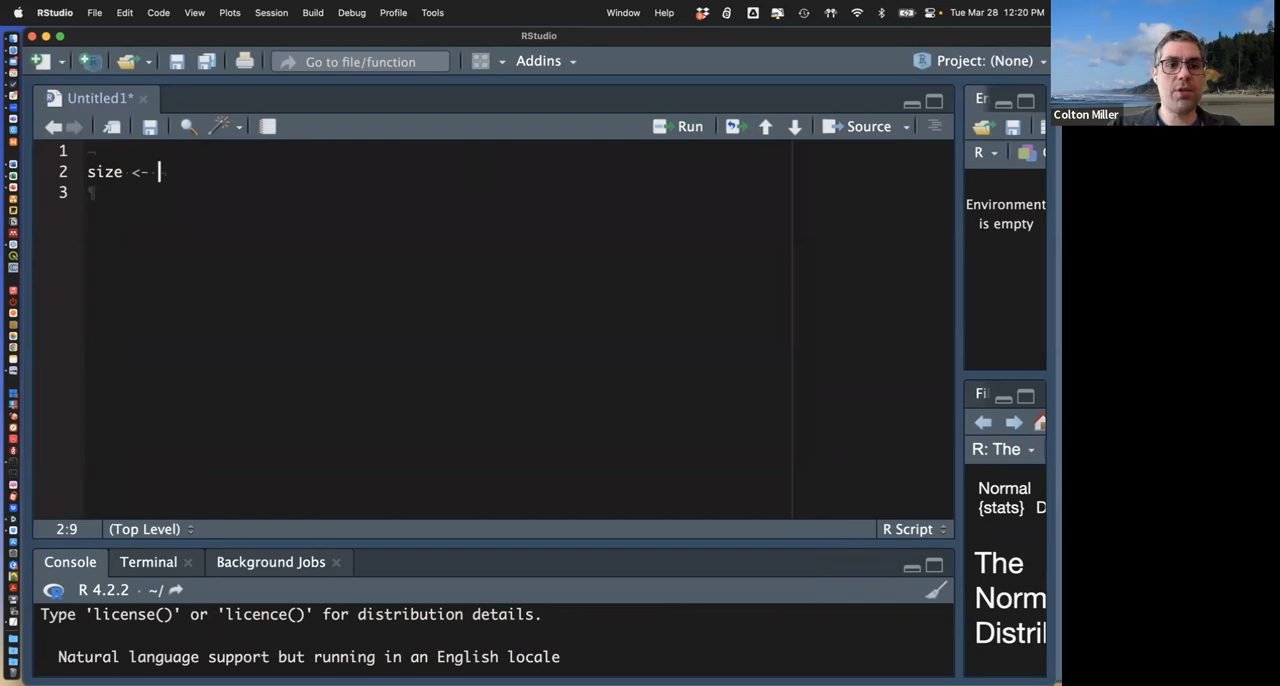 RStudio File Edit Code View Plots Session Build Debug Profile Tools Window Help Tue Mar 28 12:20 PM
RStudio
Go to file/function Addins Project: (None)
Untitled1*
Run Source
1
2 size <-
3
2:9 (Top Level) R Script
Console Terminal Background Jobs
R 4.2.2 · ~/
Type 'license()' or 'licence()' for distribution details.
Natural language support but running in an English locale
R
Environment
is empty
R: The
Normal
{stats}
The
Colton Miller